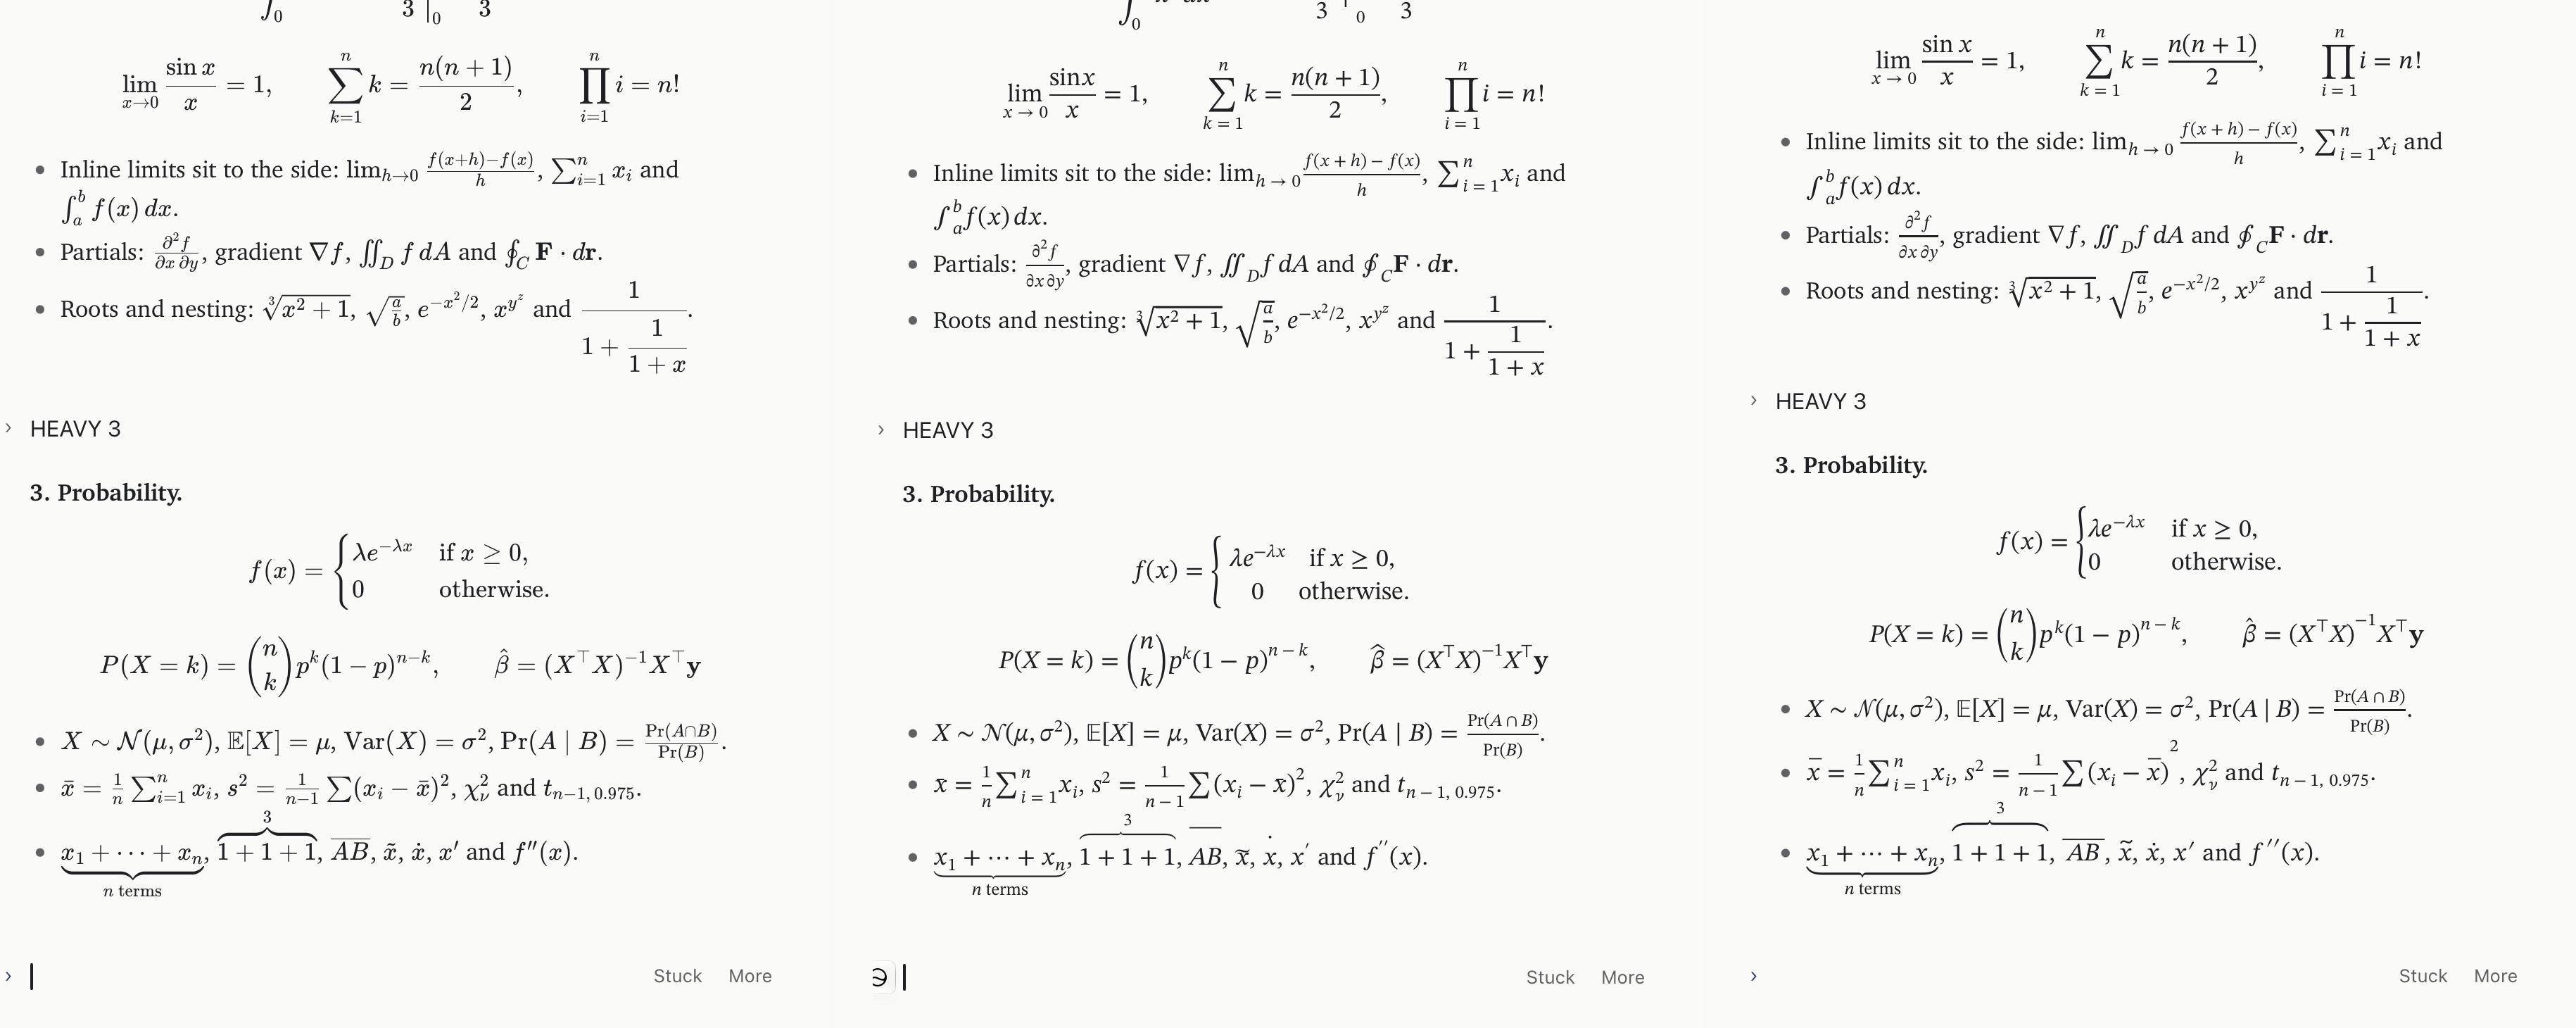 ∫₀ 3 |₀ 3
lim_{x→0} sin x / x = 1, ∑_{k=1}^{n} k = n(n + 1)/2, ∏_{i=1}^{n} i = n!
• Inline limits sit to the side: lim_{h→0} (f(x+h)−f(x))/h, ∑_{i=1}^{n} x_i and
∫_a^b f(x) dx.
• Partials: ∂²f/∂x ∂y, gradient ∇f, ∬_D f dA and ∮_C F · dr.
• Roots and nesting: ∛(x² + 1), √(a/b), e^{−x²/2}, x^{y^z} and 1/(1 + 1/(1 + x)).
› HEAVY 3
3. Probability.
f(x) = { λe^{−λx} if x ≥ 0,
0 otherwise.
P(X = k) = (n k) p^k(1 − p)^{n−k}, β̂ = (X^⊤X)^{−1}X^⊤y
• X ∼ 𝒩(μ, σ²), 𝔼[X] = μ, Var(X) = σ², Pr(A | B) = Pr(A∩B)/Pr(B).
• x̄ = 1/n ∑_{i=1}^{n} x_i, s² = 1/(n−1) ∑(x_i − x̄)², χ²_ν and t_{n−1, 0.975}.
3
• x₁ + ⋯ + x_n, 1 + 1 + 1, A̅B̅, x̃, ẋ, x′ and f″(x).
n terms
› Stuck More
∫₀ 3 ₀ 3
lim_{x→0} sin x / x = 1, ∑_{k=1}^{n} k = n(n + 1)/2, ∏_{i=1}^{n} i = n!
• Inline limits sit to the side: lim_{h→0} (f(x + h) − f(x))/h, ∑_{i=1}^{n} x_i and
∫_a^b f(x) dx.
• Partials: ∂²f/∂x ∂y, gradient ∇f, ∬_D f dA and ∮_C F · dr.
• Roots and nesting: ∛(x² + 1), √(a/b), e^{−x²/2}, x^{y^z} and 1/(1 + 1/(1 + x)).
› HEAVY 3
3. Probability.
f(x) = { λe^{−λx} if x ≥ 0,
0 otherwise.
P(X = k) = (n k) p^k(1 − p)^{n−k}, β̂ = (X^⊤X)^{−1}X^⊤y
• X ∼ 𝒩(μ, σ²), 𝔼[X] = μ, Var(X) = σ², Pr(A | B) = Pr(A ∩ B)/Pr(B).
• x̄ = 1/n ∑_{i=1}^{n} x_i, s² = 1/(n−1) ∑(x_i − x̄)², χ²_ν and t_{n−1, 0.975}.
3
• x₁ + ⋯ + x_n, 1 + 1 + 1, A̅B̅, x̃, ẋ, x′ and f″(x).
n terms
Stuck More
lim_{x→0} sin x / x = 1, ∑_{k=1}^{n} k = n(n + 1)/2, ∏_{i=1}^{n} i = n!
• Inline limits sit to the side: lim_{h→0} (f(x + h) − f(x))/h, ∑_{i=1}^{n} x_i and
∫_a^b f(x) dx.
• Partials: ∂²f/∂x ∂y, gradient ∇f, ∬_D f dA and ∮_C F · dr.
• Roots and nesting: ∛(x² + 1), √(a/b), e^{−x²/2}, x^{y^z} and 1/(1 + 1/(1 + x)).
› HEAVY 3
3. Probability.
f(x) = { λe^{−λx} if x ≥ 0,
0 otherwise.
P(X = k) = (n k) p^k(1 − p)^{n−k}, β̂ = (X^⊤X)^{−1}X^⊤y
• X ∼ 𝒩(μ, σ²), 𝔼[X] = μ, Var(X) = σ², Pr(A | B) = Pr(A ∩ B)/Pr(B).
• x̄ = 1/n ∑_{i=1}^{n} x_i, s² = 1/(n−1) ∑(x_i − x̄)², χ²_ν and t_{n−1, 0.975}.
3
• x₁ + ⋯ + x_n, 1 + 1 + 1, A̅B̅, x̃, ẋ, x′ and f″(x).
n terms
› Stuck More